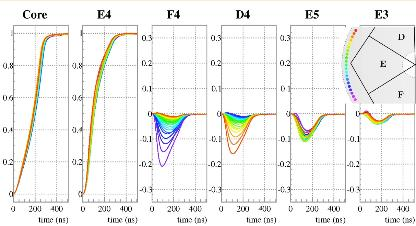 Core E4 F4 D4 E5 E3
1 1 0.3 0.3 0.3 0.3
0.8 0.8 0.2 0.2 0.2 D
0.1 0.1 0.1 E
0.6 0.6 F
0 0 0 0
0.4 0.4 -0.1 -0.1 -0.1 -0.1
0.2 0.2 -0.2 -0.2 -0.2 -0.2
0 0 -0.3 -0.3 -0.3 -0.3
0 200 400 0 200 400 0 200 400 0 200 400 0 200 400 0 200 400
time (ns) time (ns) time (ns) time (ns) time (ns) time (ns)